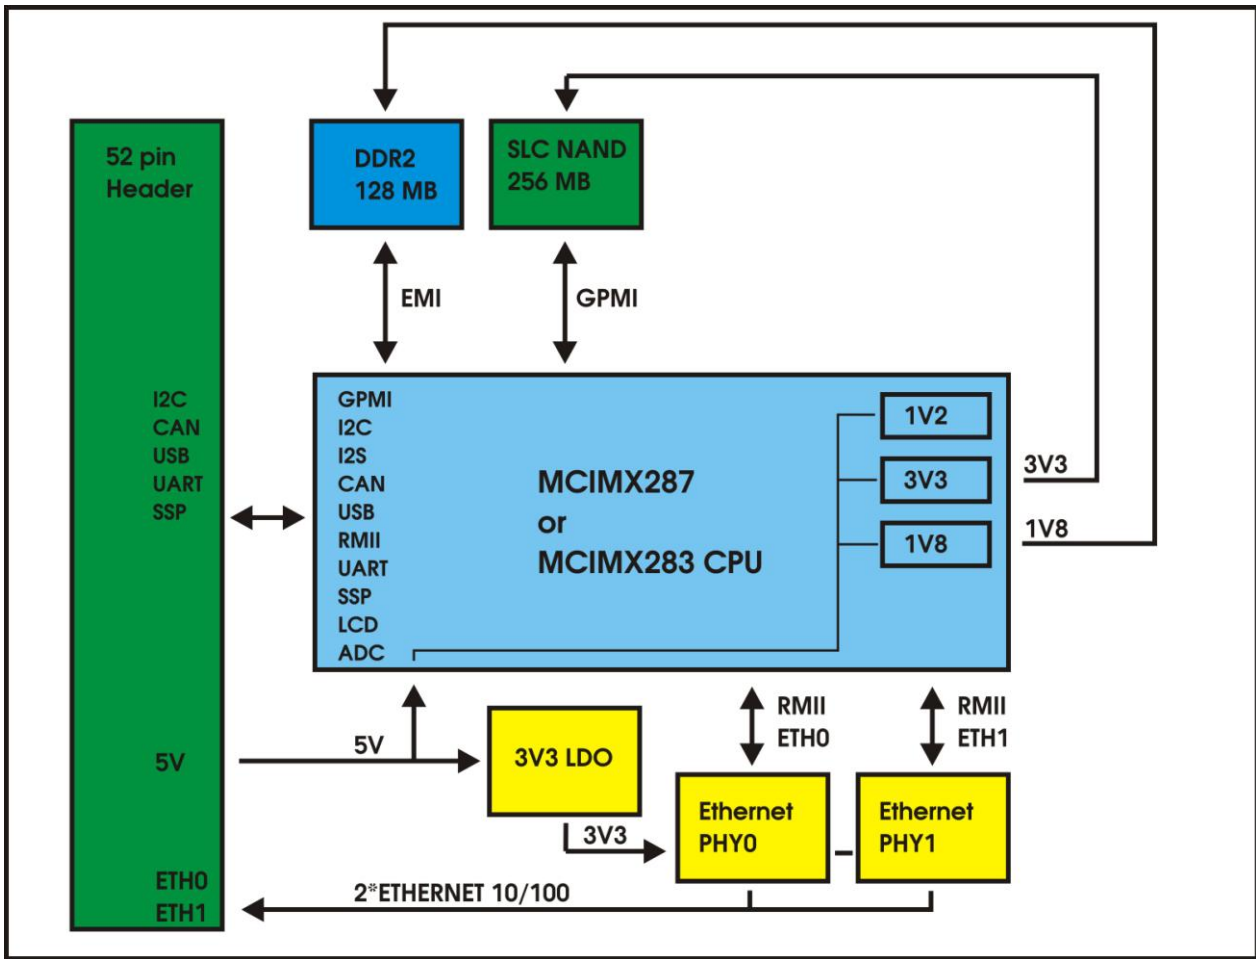 52 pin
Header
I2C
CAN
USB
UART
SSP
5V
ETH0
ETH1
DDR2
128 MB
SLC NAND
256 MB
EMI
GPMI
GPMI
I2C
I2S
CAN
USB
RMII
UART
SSP
LCD
ADC
MCIMX287
or
MCIMX283 CPU
1V2
3V3
1V8
3V3
1V8
5V
3V3 LDO
3V3
RMII
ETH0
RMII
ETH1
Ethernet
PHY0
Ethernet
PHY1
2*ETHERNET 10/100